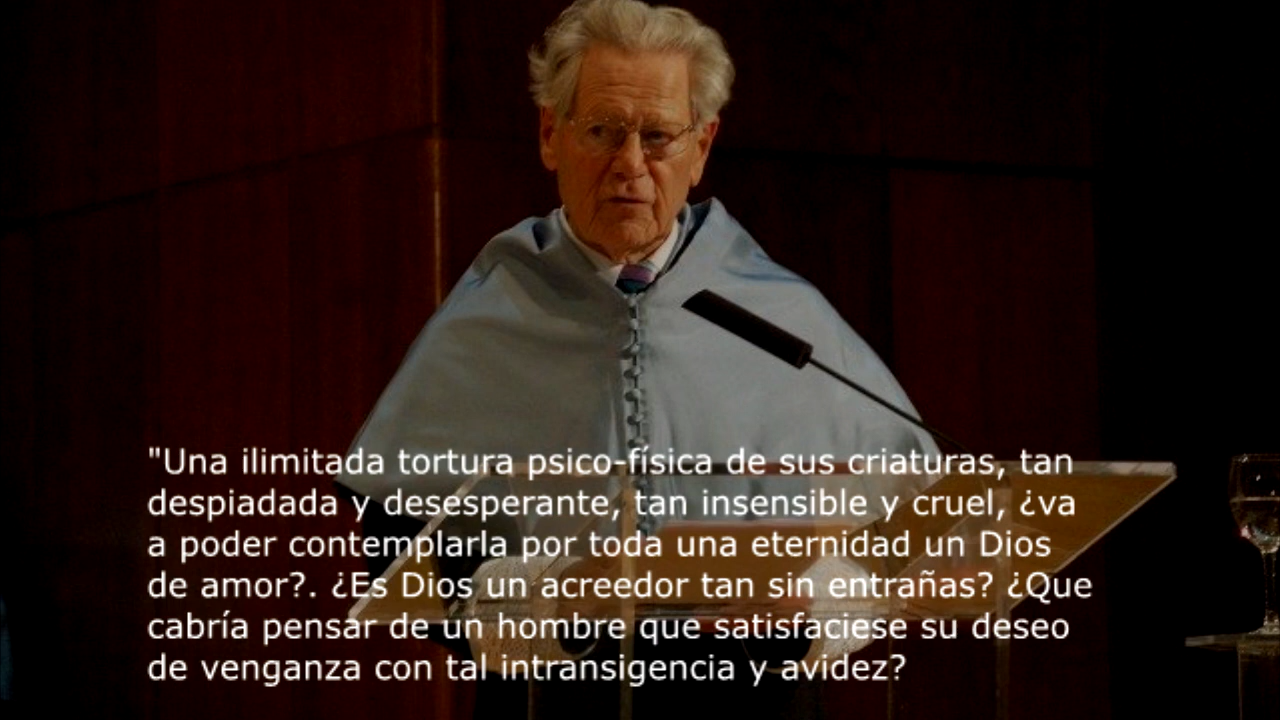 "Una ilimitada tortura psico-física de sus criaturas, tan
despiadada y desesperante, tan insensible y cruel, ¿va
a poder contemplarla por toda una eternidad un Dios
de amor?. ¿Es Dios un acreedor tan sin entrañas? ¿Que
cabría pensar de un hombre que satisfaciese su deseo
de venganza con tal intransigencia y avidez?